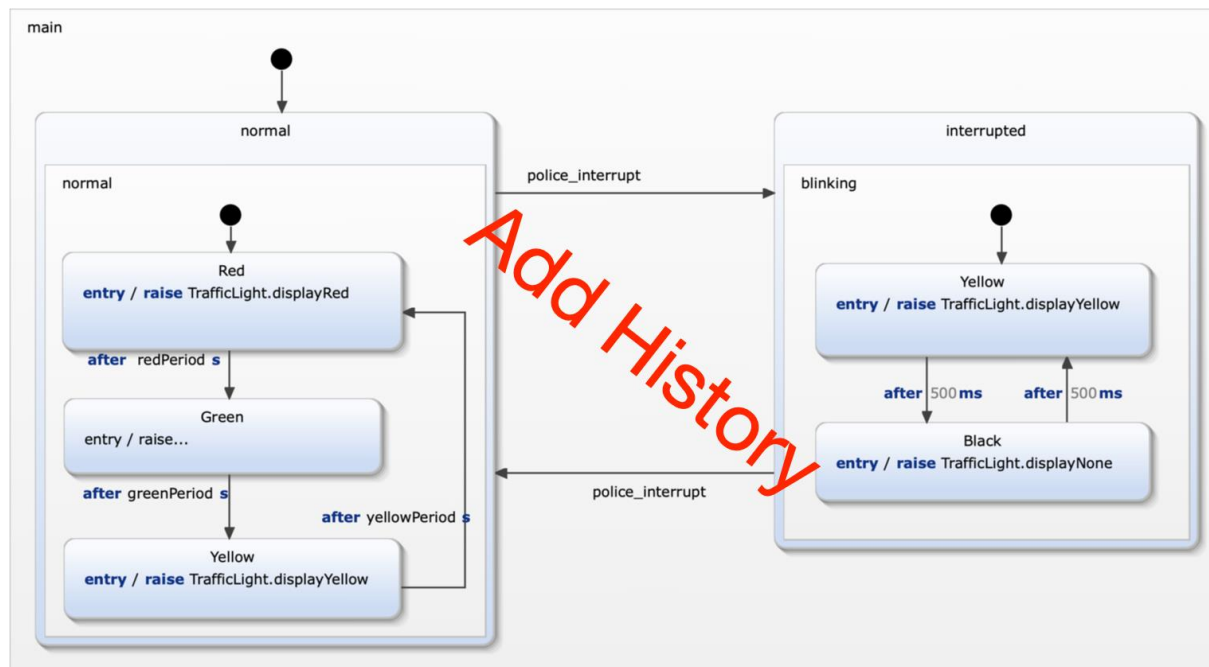 main
normal
normal
Red
entry / raise TrafficLight.displayRed
after redPeriod s
Green
entry / raise...
after greenPeriod s
after yellowPeriod s
Yellow
entry / raise TrafficLight.displayYellow
police_interrupt
Add History
police_interrupt
interrupted
blinking
Yellow
entry / raise TrafficLight.displayYellow
after 500 ms
after 500 ms
Black
entry / raise TrafficLight.displayNone